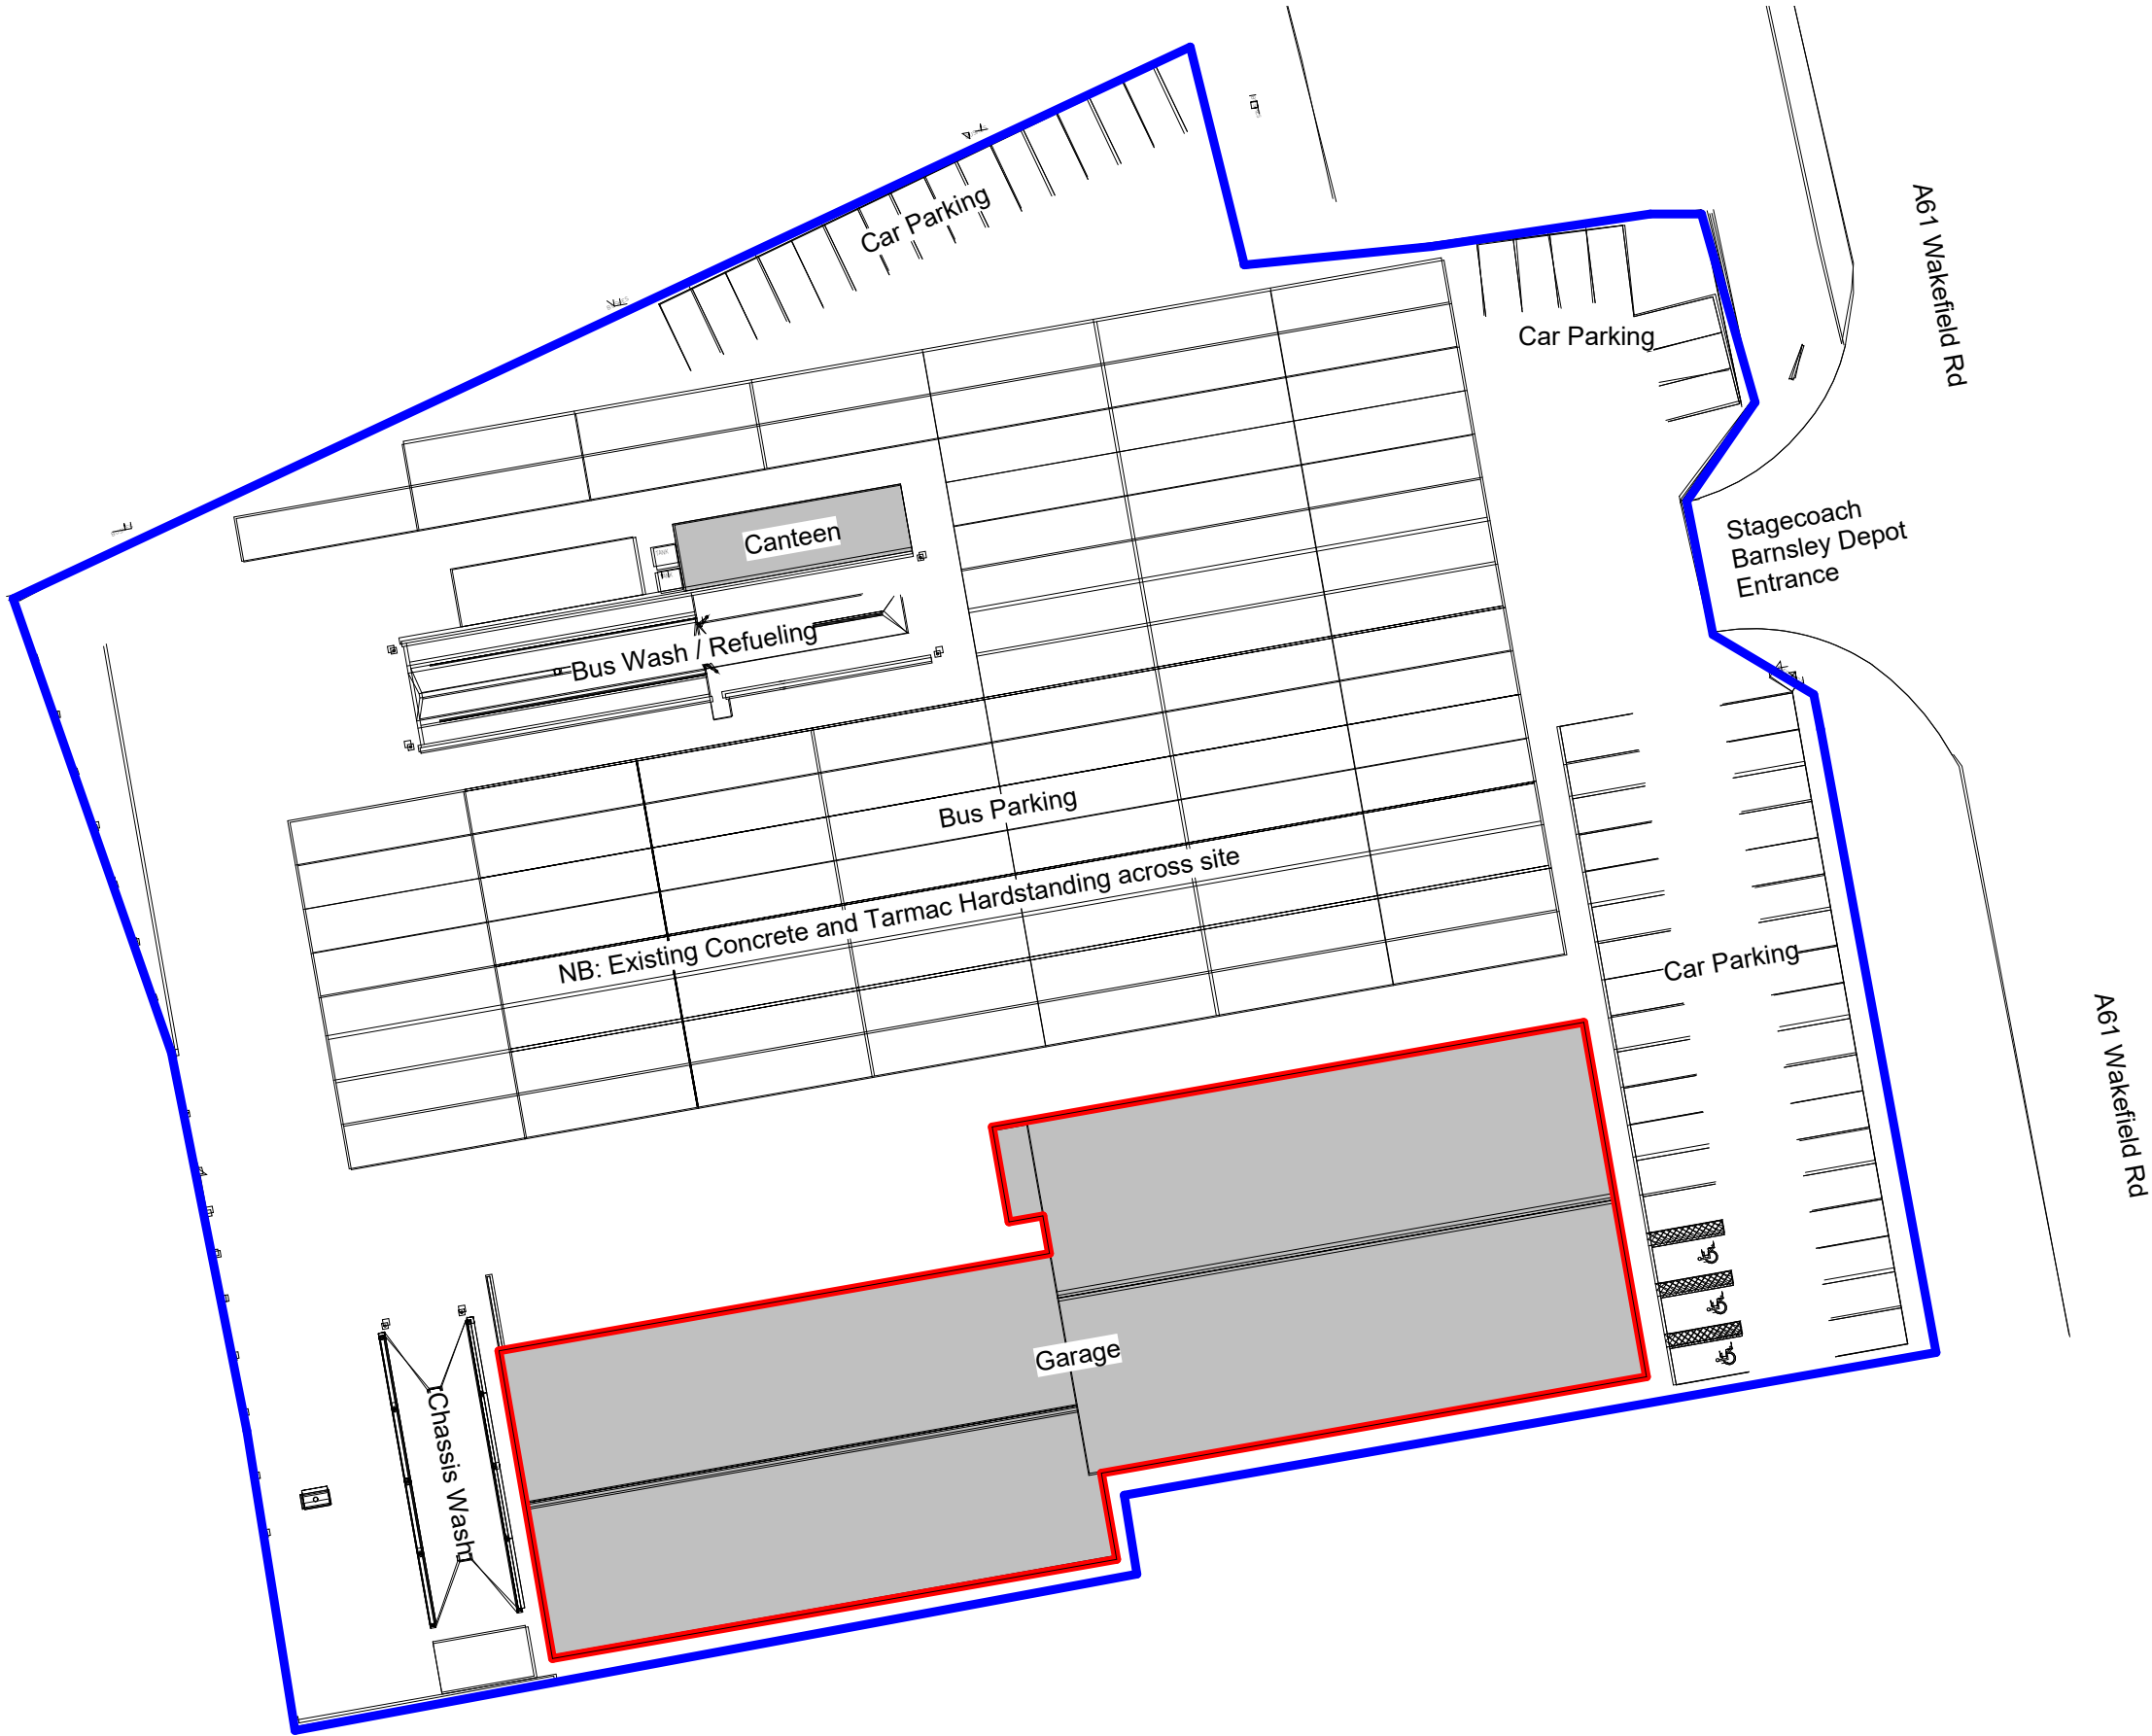 Car Parking
A61 Wakefield Rd
Car Parking
Canteen
Stagecoach
Barnsley Depot
Entrance
TANK
Bus Wash / Refueling
Bus Parking
NB: Existing Concrete and Tarmac Hardstanding across site
Car Parking
A61 Wakefield Rd
Garage
Chassis Wash